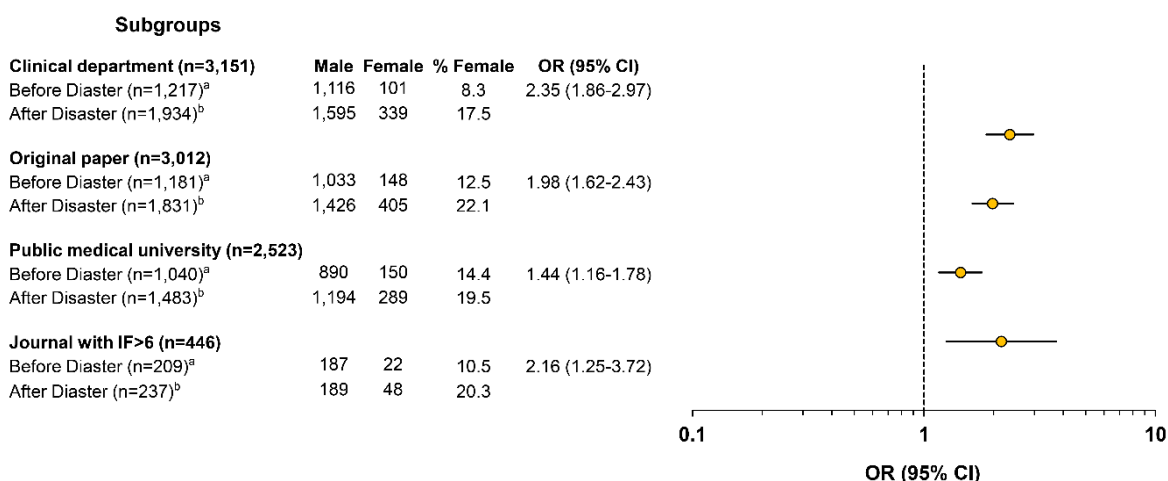 Subgroups
Clinical department (n=3,151) Male Female % Female OR (95% CI)
Before Diaster (n=1,217)a 1,116 101 8.3 2.35 (1.86-2.97)
After Disaster (n=1,934)b 1,595 339 17.5
Original paper (n=3,012)
Before Diaster (n=1,181)a 1,033 148 12.5 1.98 (1.62-2.43)
After Disaster (n=1,831)b 1,426 405 22.1
Public medical university (n=2,523)
Before Diaster (n=1,040)a 890 150 14.4 1.44 (1.16-1.78)
After Disaster (n=1,483)b 1,194 289 19.5
Journal with IF>6 (n=446)
Before Diaster (n=209)a 187 22 10.5 2.16 (1.25-3.72)
After Diaster (n=237)b 189 48 20.3
0.1 1 10
OR (95% CI)